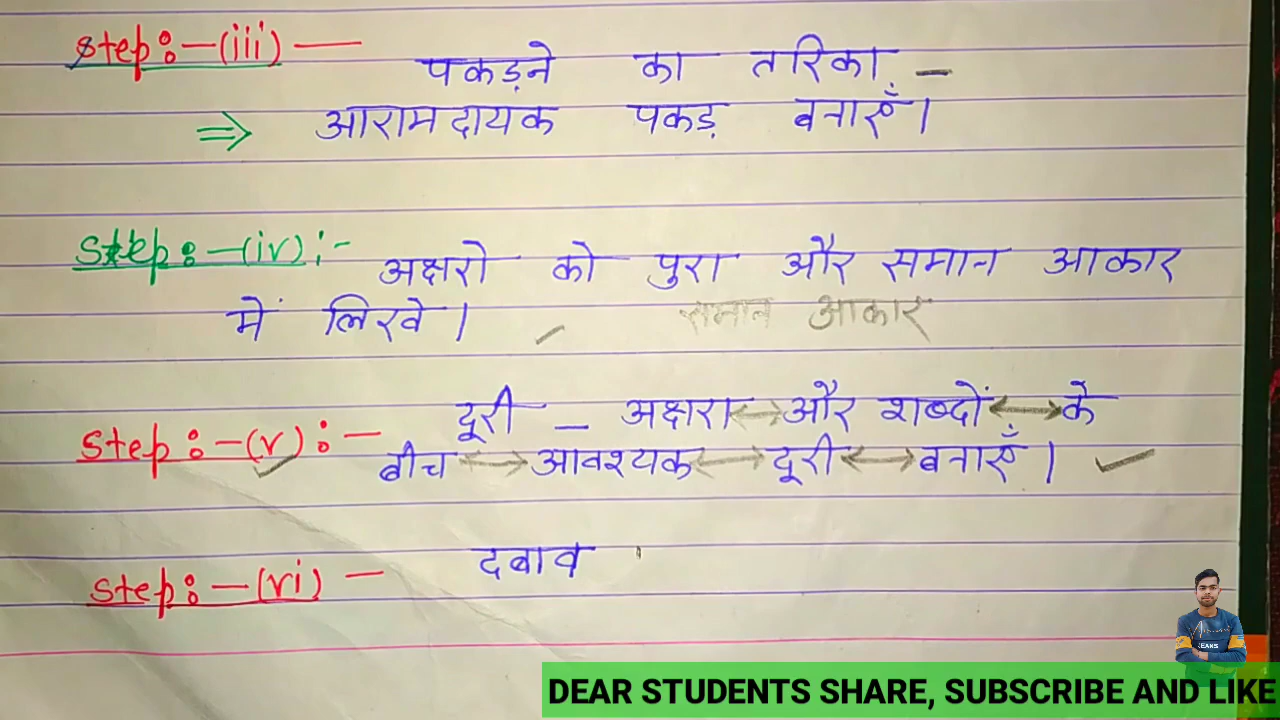 Step:-(iii) —
पकड़ने का तरिका, -
⇒ आरामदायक पकड़ बनाएँ।
Step:-(iv):-
अक्षरो को पुरा और समान आकार
में लिखे। समान आकार
Step:-(v):- दूरी - अक्षरा ↔ और शब्दों ↔ के
बीच ↔ आवश्यक ↔ दूरी ↔ बनाएँ।
Step:-(vi) - दबाव
KEANS
DEAR STUDENTS SHARE, SUBSCRIBE AND LIKE